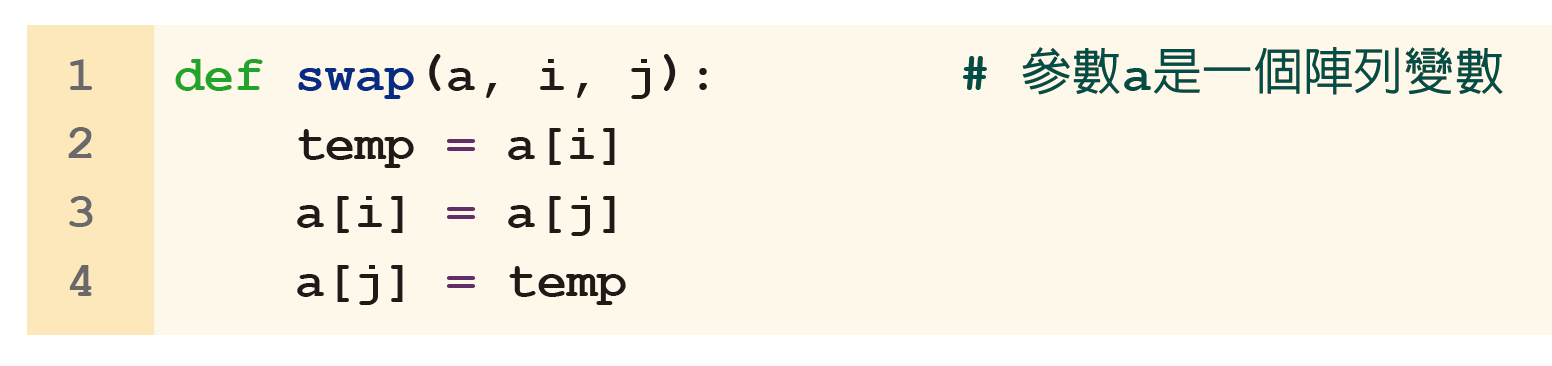 1 def swap(a, i, j): # 參數a是一個陣列變數
2 temp = a[i]
3 a[i] = a[j]
4 a[j] = temp